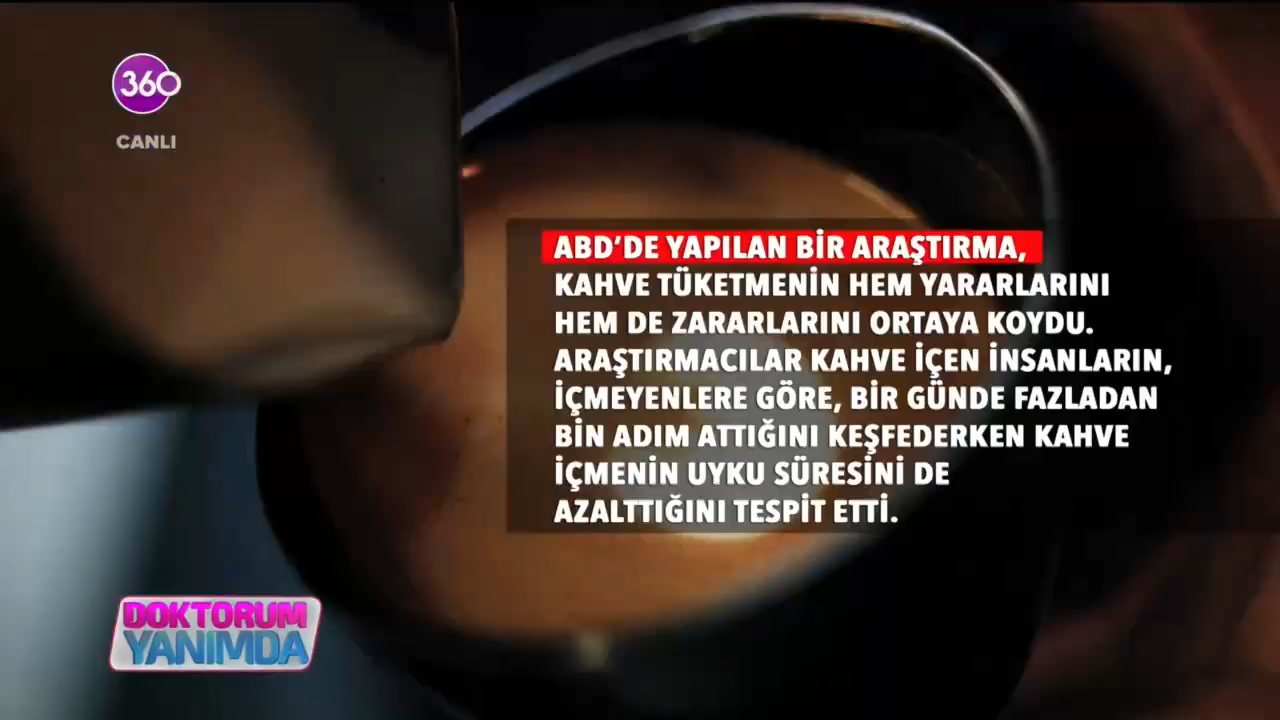 360
CANLI
ABD'DE YAPILAN BİR ARAŞTIRMA,
KAHVE TÜKETMENİN HEM YARARLARINI
HEM DE ZARARLARINI ORTAYA KOYDU.
ARAŞTIRMACILAR KAHVE İÇEN İNSANLARIN,
İÇMEYENLERE GÖRE, BİR GÜNDE FAZLADAN
BİN ADIM ATTIĞINI KEŞFEDERKEN KAHVE
İÇMENİN UYKU SÜRESİNİ DE
AZALTTIĞINI TESPİT ETTİ.
DOKTORUM
YANIMDA